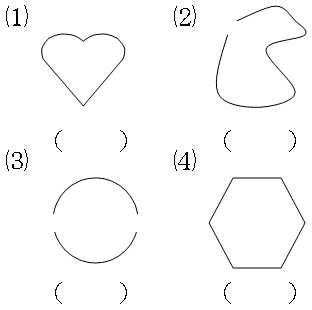 (1) (2)
(      ) (      )
(3) (4)
(      ) (      )